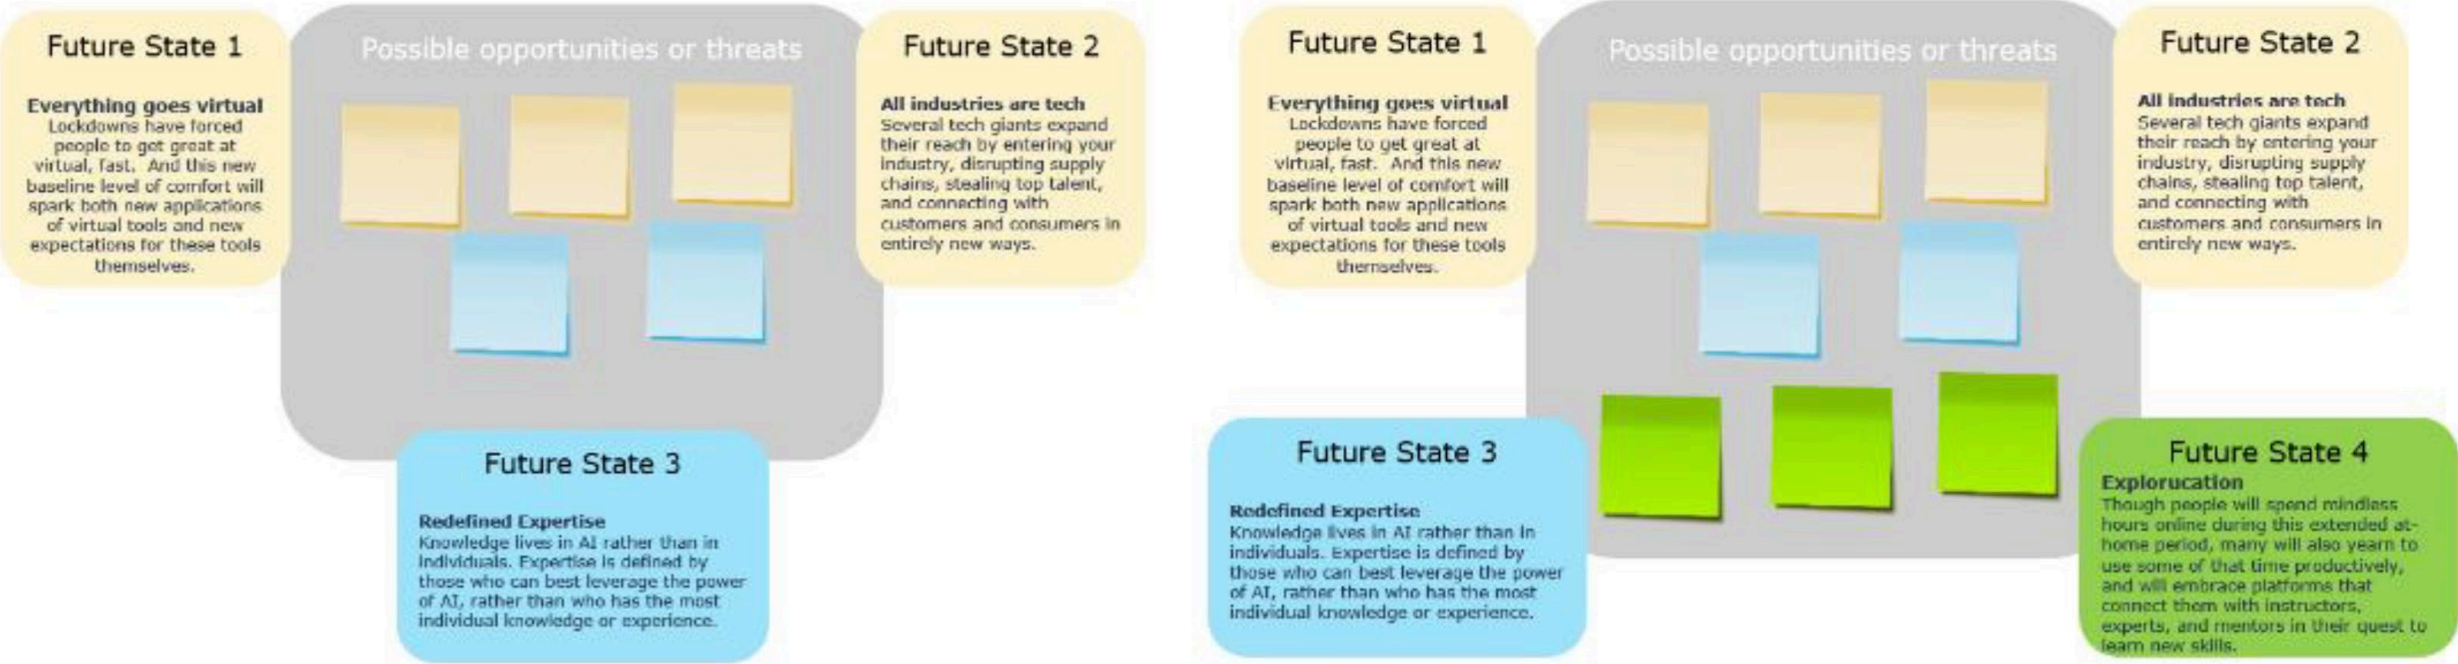 Future State 1
Everything goes virtual
Lockdowns have forced
people to get great at
virtual, fast. And this new
baseline level of comfort will
spark both new applications
of virtual tools and new
expectations for these tools
themselves.
Possible opportunities or threats
Future State 2
All industries are tech
Several tech giants expand
their reach by entering your
industry, disrupting supply
chains, stealing top talent,
and connecting with
customers and consumers in
entirely new ways.
Future State 3
Redefined Expertise
Knowledge lives in AI rather than in
individuals. Expertise is defined by
those who can best leverage the power
of AI, rather than who has the most
individual knowledge or experience.
Future State 1
Everything goes virtual
Lockdowns have forced
people to get great at
virtual, fast. And this new
baseline level of comfort will
spark both new applications
of virtual tools and new
expectations for these tools
themselves.
Possible opportunities or threats
Future State 2
All industries are tech
Several tech giants expand
their reach by entering your
industry, disrupting supply
chains, stealing top talent,
and connecting with
customers and consumers in
entirely new ways.
Future State 3
Redefined Expertise
Knowledge lives in AI rather than in
individuals. Expertise is defined by
those who can best leverage the power
of AI, rather than who has the most
individual knowledge or experience.
Future State 4
Explorucation
Though people will spend mindless
hours online during this extended at-
home period, many will also yearn to
use some of that time productively,
and will embrace platforms that
connect them with instructors,
experts, and mentors in their quest to
learn new skills.